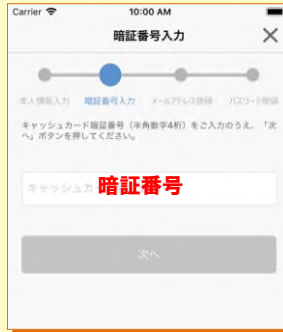 Carrier 10:00 AM
暗証番号入力
本人情報入力 暗証番号入力 メールアドレス登録 パスワード登録
キャッシュカード暗証番号（半角数字4桁）をご入力のうえ、「次
へ」ボタンを押してください。
キャッシュカ
暗証番号
次へ